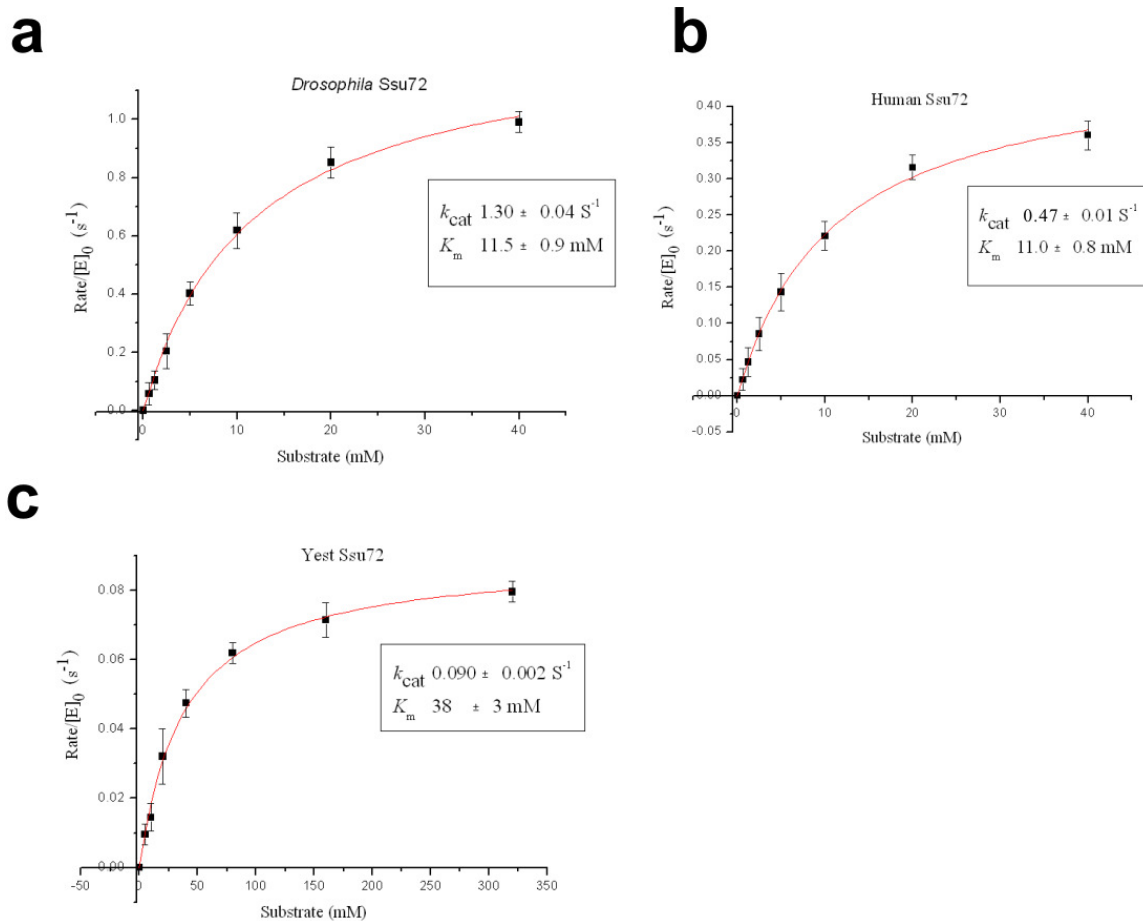 a
Drosophila Ssu72
1.0
0.8
0.6
0.4
0.2
0.0
Rate/[E]0 (s-1)
kcat 1.30 ± 0.04 S-1
Km 11.5 ± 0.9 mM
0 10 20 30 40
Substrate (mM)
b
Human Ssu72
0.40
0.35
0.30
0.25
0.20
0.15
0.10
0.05
0.00
-0.05
Rate/[E]0 (s-1)
kcat 0.47 ± 0.01 S-1
Km 11.0 ± 0.8 mM
0 10 20 30 40
Substrate (mM)
c
Yest Ssu72
0.08
0.06
0.04
0.02
0.00
Rate/[E]0 (s-1)
kcat 0.090 ± 0.002 S-1
Km 38 ± 3 mM
-50 0 50 100 150 200 250 300 350
Substrate (mM)